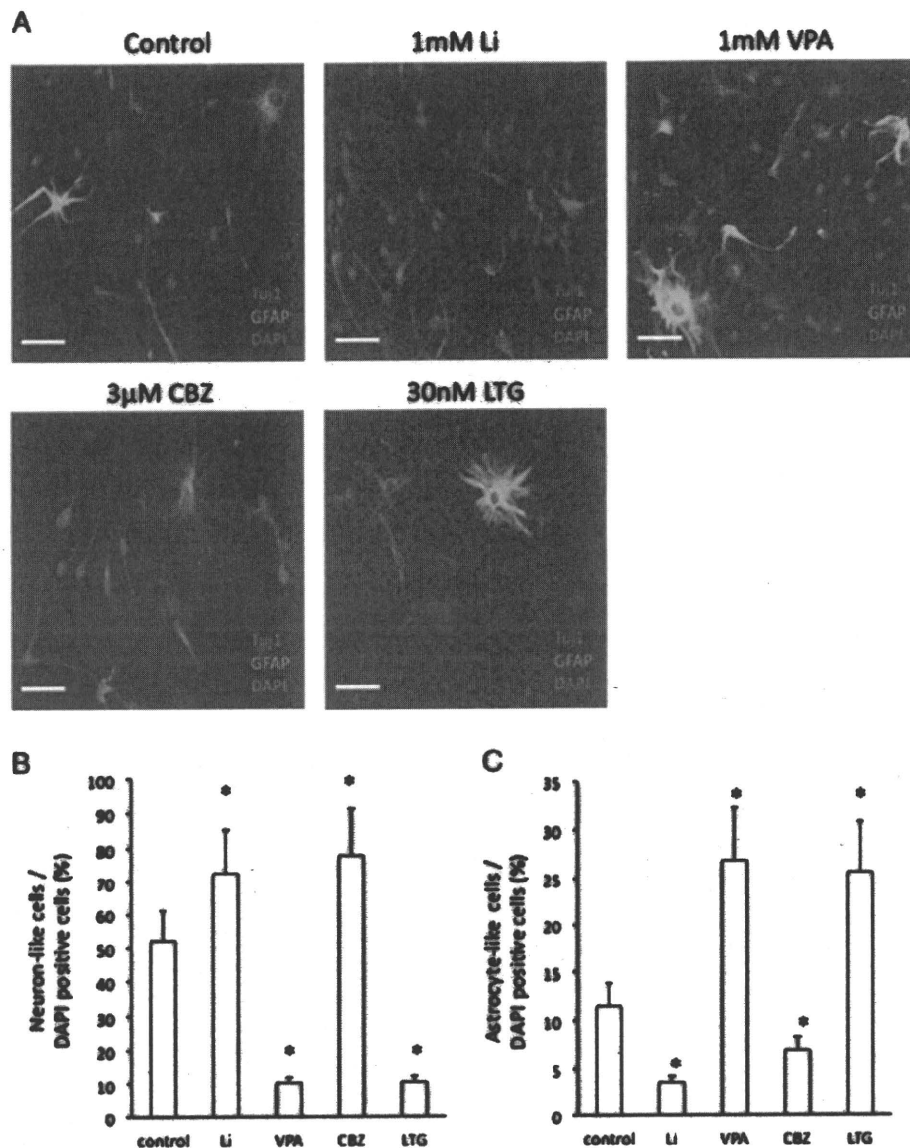 A
Control
1mM Li
1mM VPA
Tuj1
GFAP
DAPI
Tuj1
GFAP
DAPI
Tuj1
GFAP
DAPI
3µM CBZ
30nM LTG
Tuj1
GFAP
DAPI
Tuj1
GFAP
DAPI
B
Neuron-like cells /
DAPI positive cells (%)
100
90
80
70
60
50
40
30
20
10
0
*
*
*
*
control Li VPA CBZ LTG
C
Astrocyte-like cells /
DAPI positive cells (%)
35
30
25
20
15
10
5
0
*
*
*
*
control Li VPA CBZ LTG